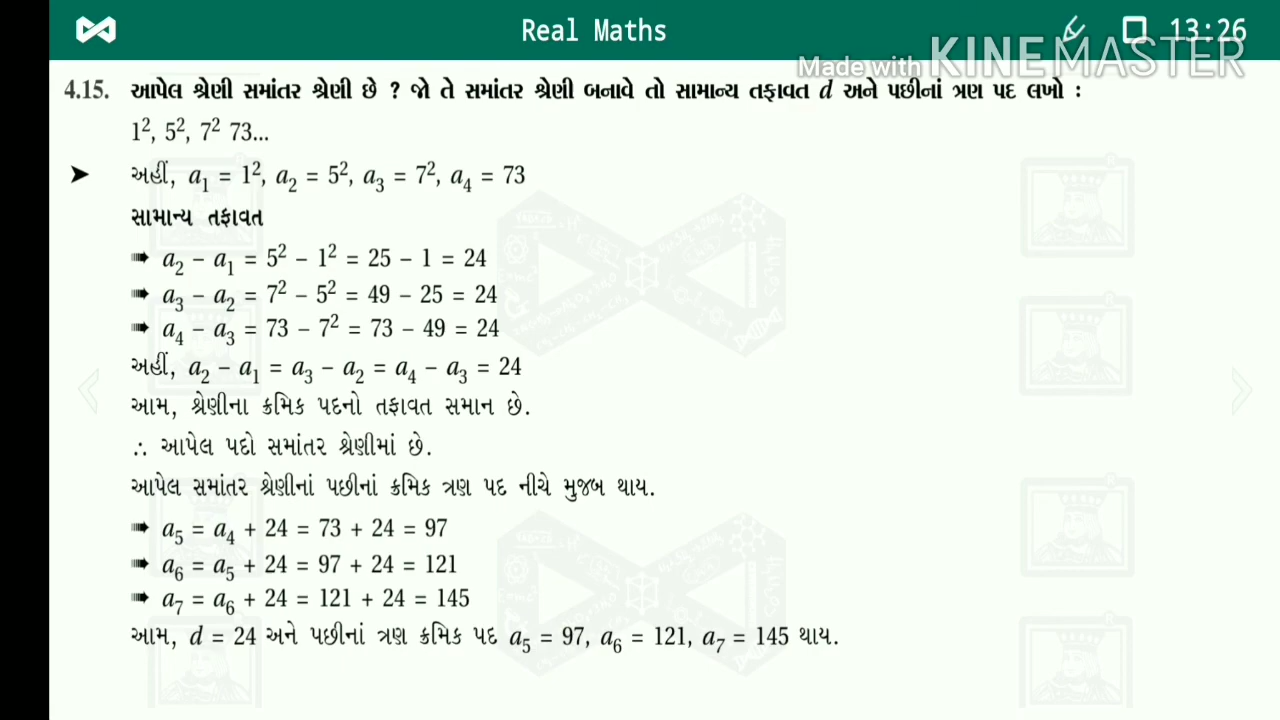 Real Maths
13:26
Made with KINEMASTER
4.15. આપેલ શ્રેણી સમાંતર શ્રેણી છે ? જો તે સમાંતર શ્રેણી બનાવે તો સામાન્ય તફાવત d અને પછીનાં ત્રણ પદ લખો :
1², 5², 7² 73...
➤ અહીં, a₁ = 1², a₂ = 5², a₃ = 7², a₄ = 73
સામાન્ય તફાવત
➠ a₂ − a₁ = 5² − 1² = 25 − 1 = 24
➠ a₃ − a₂ = 7² − 5² = 49 − 25 = 24
➠ a₄ − a₃ = 73 − 7² = 73 − 49 = 24
અહીં, a₂ − a₁ = a₃ − a₂ = a₄ − a₃ = 24
આમ, શ્રેણીના ક્રમિક પદનો તફાવત સમાન છે.
∴ આપેલ પદો સમાંતર શ્રેણીમાં છે.
આપેલ સમાંતર શ્રેણીનાં પછીનાં ક્રમિક ત્રણ પદ નીચે મુજબ થાય.
➠ a₅ = a₄ + 24 = 73 + 24 = 97
➠ a₆ = a₅ + 24 = 97 + 24 = 121
➠ a₇ = a₆ + 24 = 121 + 24 = 145
આમ, d = 24 અને પછીનાં ત્રણ ક્રમિક પદ a₅ = 97, a₆ = 121, a₇ = 145 થાય.